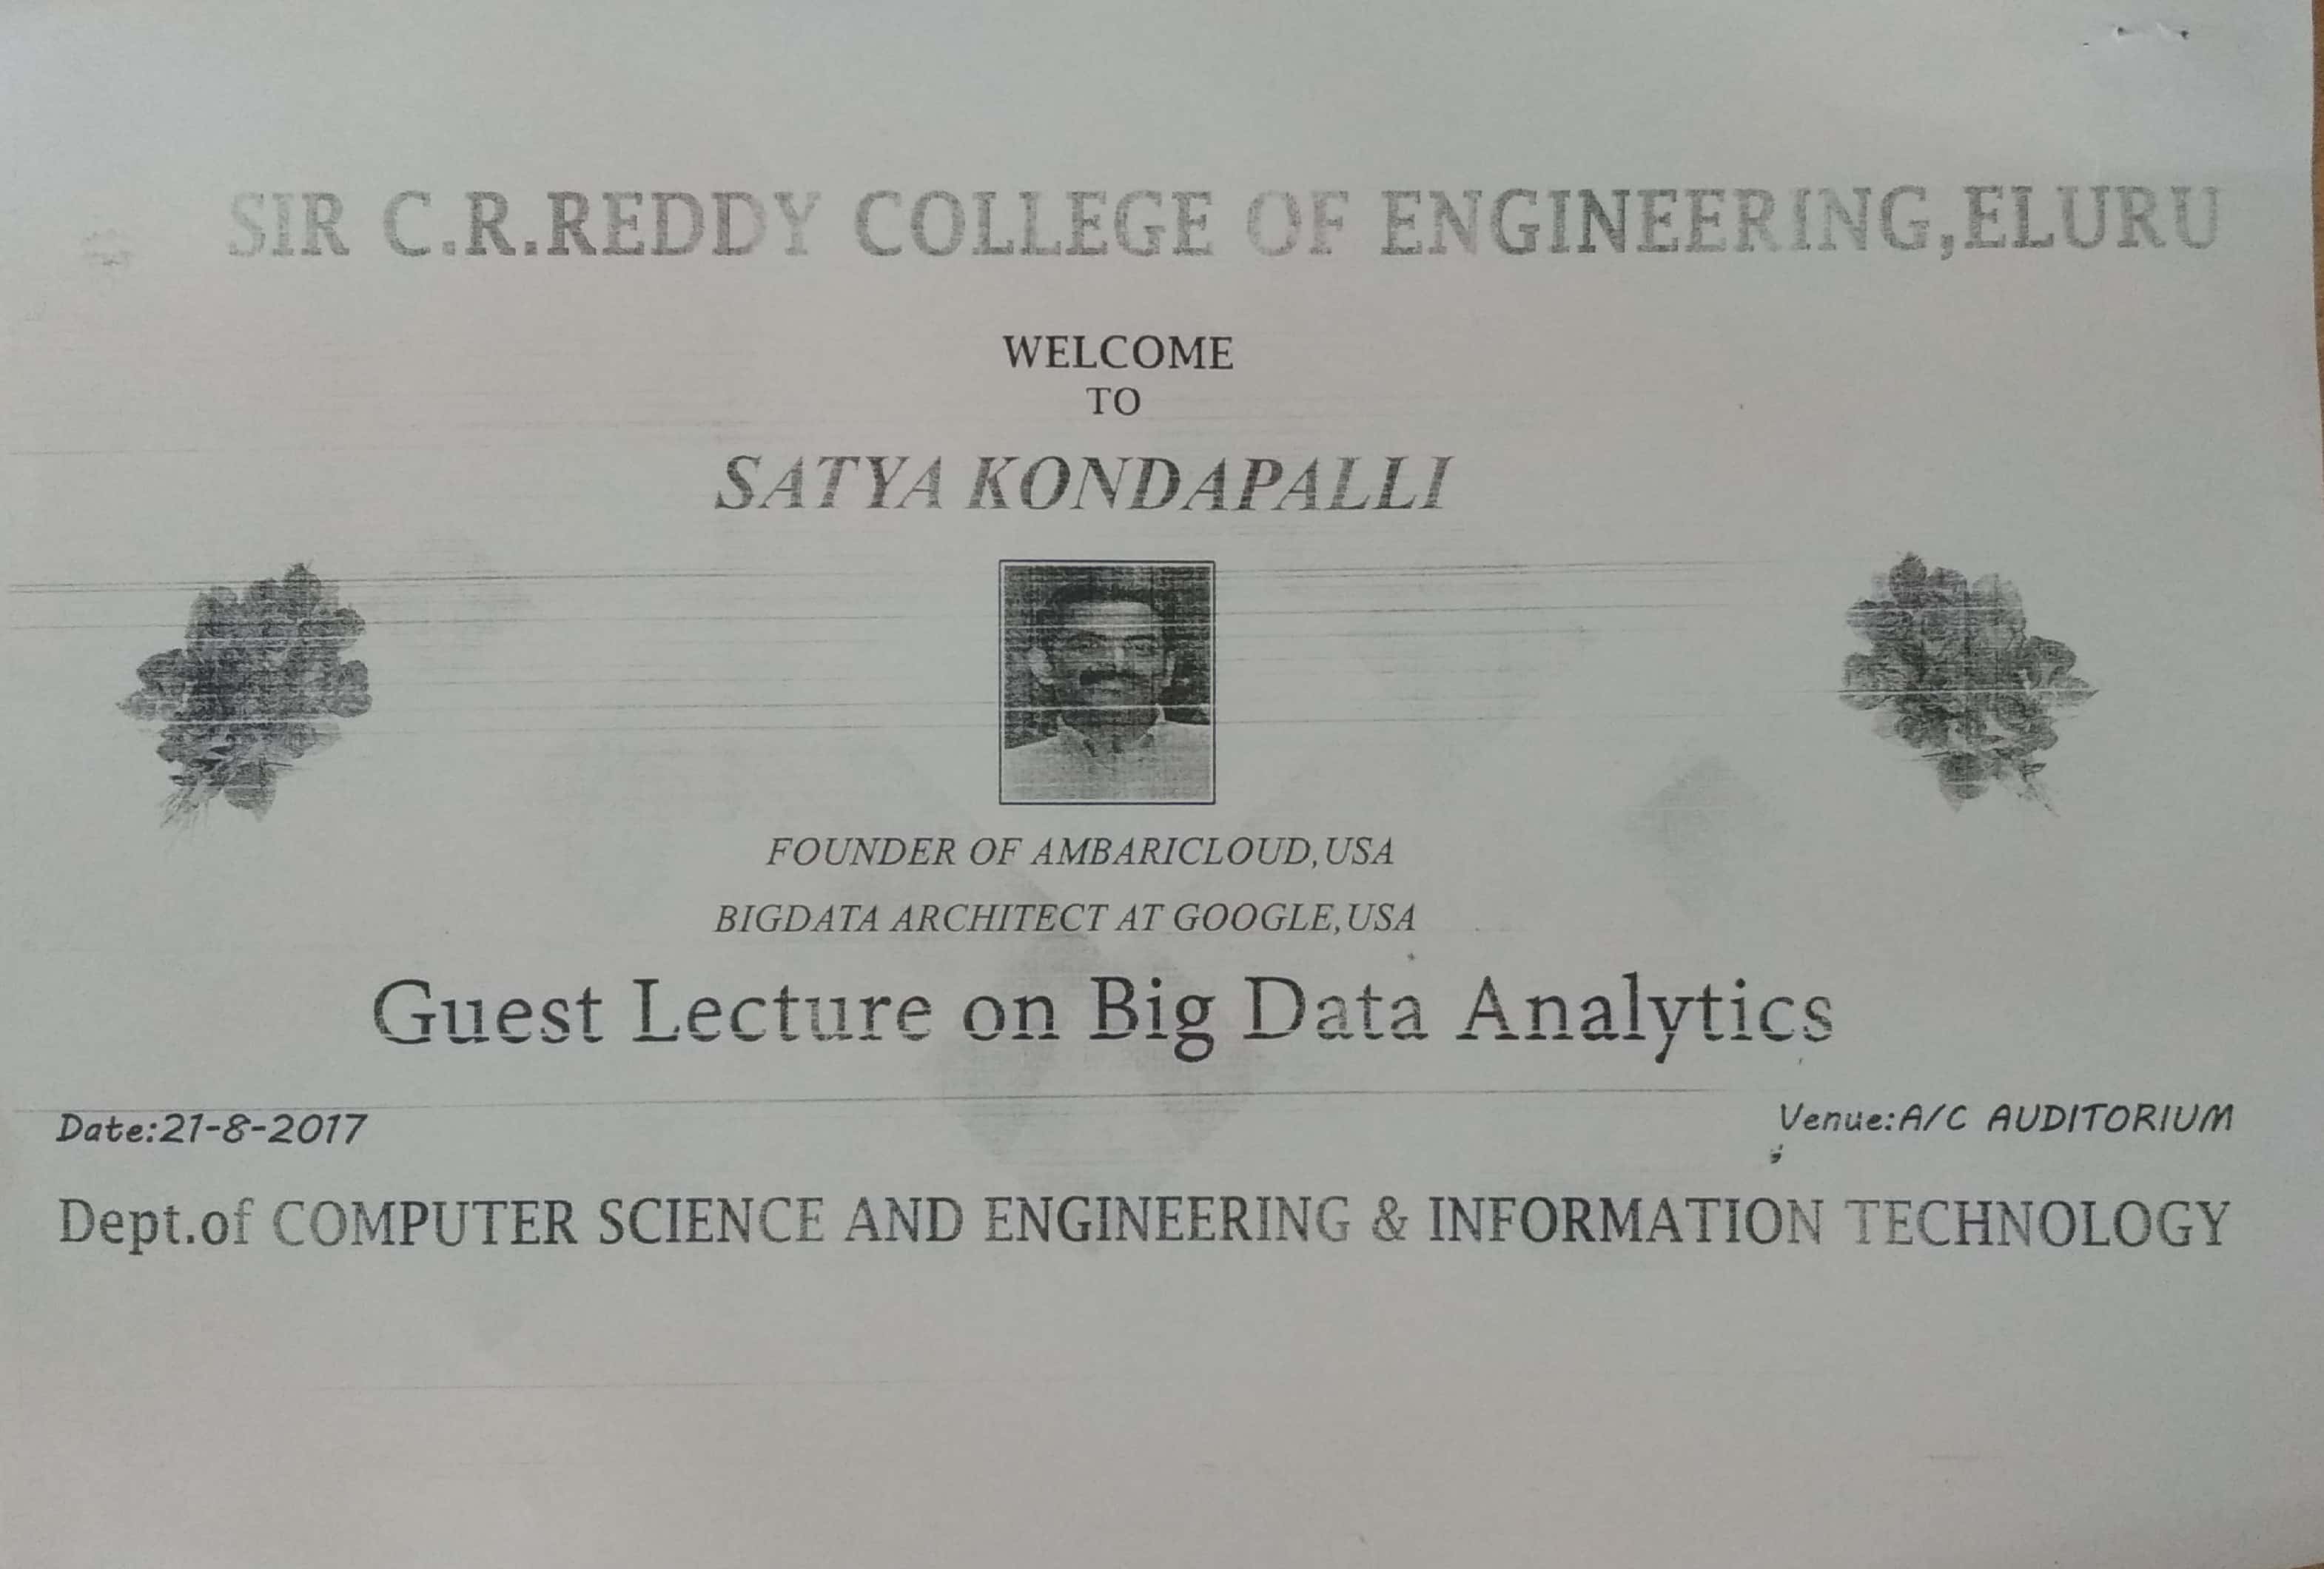 SIR C.R.REDDY COLLEGE OF ENGINEERING,ELURU
WELCOME
TO
SATYA KONDAPALLI
FOUNDER OF AMBARICLOUD,USA
BIGDATA ARCHITECT AT GOOGLE,USA
Guest Lecture on Big Data Analytics
Date:21-8-2017 Venue:A/C AUDITORIUM
Dept.of COMPUTER SCIENCE AND ENGINEERING & INFORMATION TECHNOLOGY